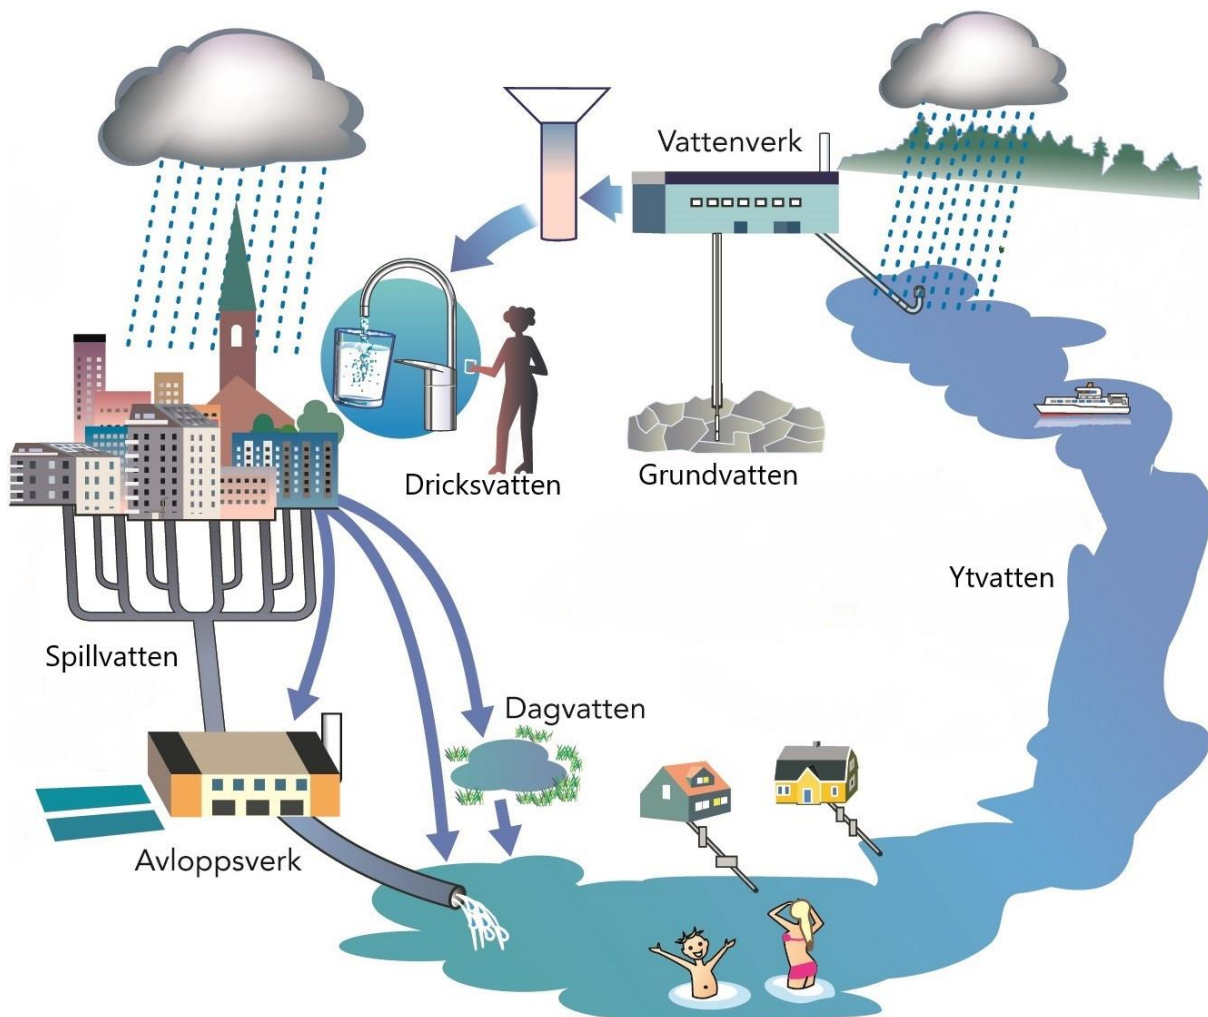 Vattenverk
Dricksvatten
Grundvatten
Ytvatten
Spillvatten
Dagvatten
Avloppsverk